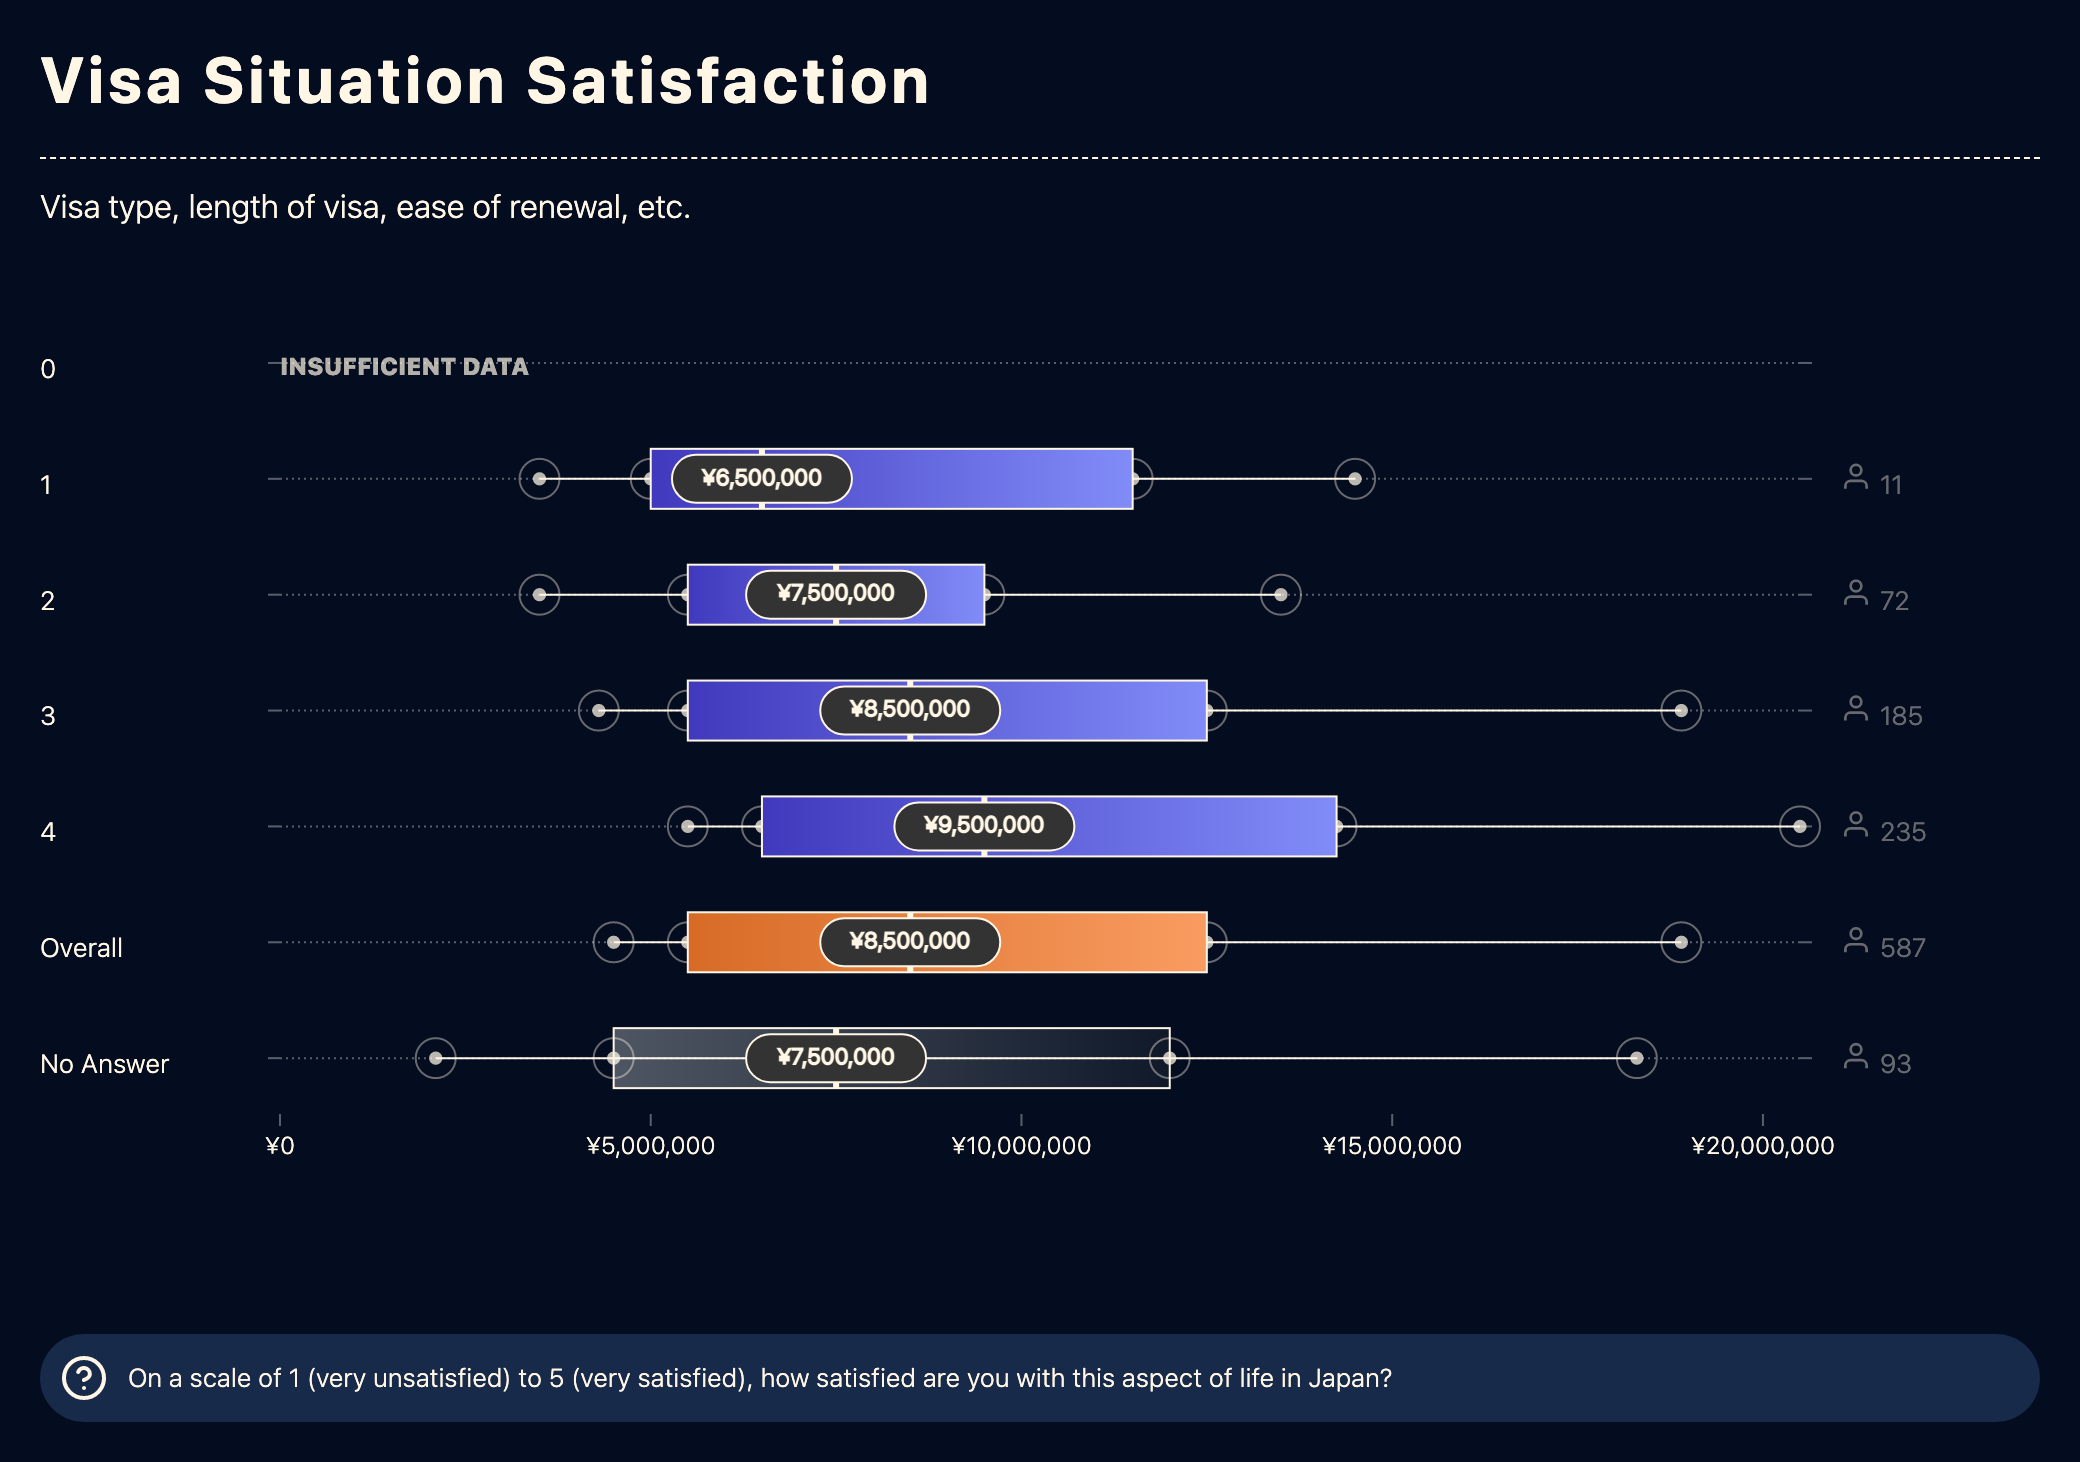 Visa Situation Satisfaction
Visa type, length of visa, ease of renewal, etc.
0 INSUFFICIENT DATA
1 ¥6,500,000 11
2 ¥7,500,000 72
3 ¥8,500,000 185
4 ¥9,500,000 235
Overall ¥8,500,000 587
No Answer ¥7,500,000 93
¥0 ¥5,000,000 ¥10,000,000 ¥15,000,000 ¥20,000,000
On a scale of 1 (very unsatisfied) to 5 (very satisfied), how satisfied are you with this aspect of life in Japan?